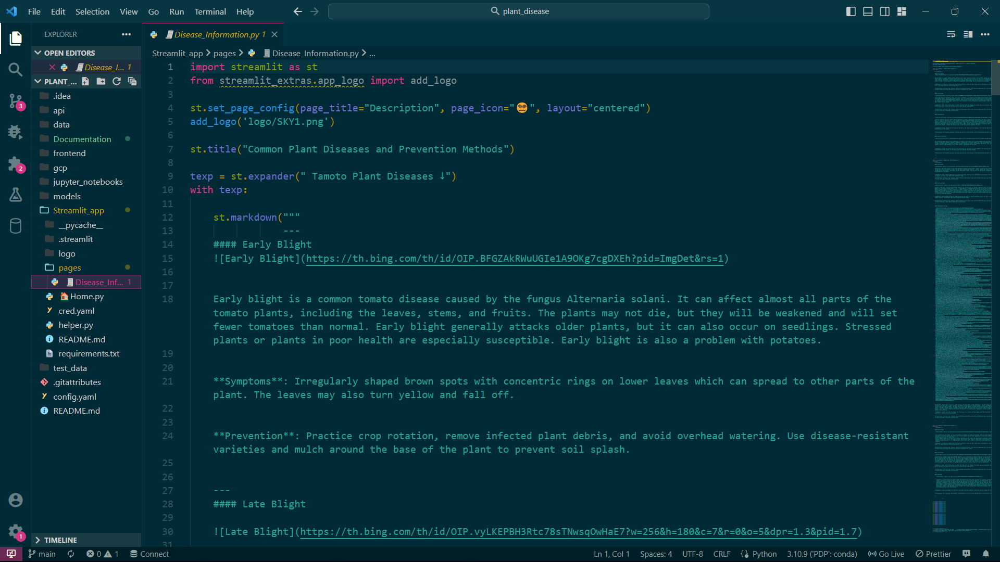 File Edit Selection View Go Run Terminal Help
plant_disease
EXPLORER
OPEN EDITORS
Disease_I... 1
PLANT_...
.idea
api
data
Documentation
frontend
gcp
jupyter_notebooks
models
Streamlit_app
__pycache__
.streamlit
logo
pages
Disease_Inf... 1
Home.py
cred.yaml
helper.py
README.md
requirements.txt
test_data
.gitattributes
config.yaml
README.md
TIMELINE
3
2
1
Disease_Information.py 1
Streamlit_app > pages > Disease_Information.py > ...
1 import streamlit as st
2 from streamlit_extras.app_logo import add_logo
3
4 st.set_page_config(page_title="Description", page_icon="😵‍💫", layout="centered")
5 add_logo('logo/SKY1.png')
6
7 st.title("Common Plant Diseases and Prevention Methods")
8
9 texp = st.expander(" Tamoto Plant Diseases ↓")
10 with texp:
11
12 st.markdown("""
13 ---
14 #### Early Blight
15 ![Early Blight](https://th.bing.com/th/id/OIP.BFGZAkRWuUGIe1A9OKg7cgDXEh?pid=ImgDet&rs=1)
16
17
18 Early blight is a common tomato disease caused by the fungus Alternaria solani. It can affect almost all parts of the
tomato plants, including the leaves, stems, and fruits. The plants may not die, but they will be weakened and will set
fewer tomatoes than normal. Early blight generally attacks older plants, but it can also occur on seedlings. Stressed
plants or plants in poor health are especially susceptible. Early blight is also a problem with potatoes.
19
20
21 **Symptoms**: Irregularly shaped brown spots with concentric rings on lower leaves which can spread to other parts of the
plant. The leaves may also turn yellow and fall off.
22
23
24 **Prevention**: Practice crop rotation, remove infected plant debris, and avoid overhead watering. Use disease-resistant
varieties and mulch around the base of the plant to prevent soil splash.
25
26
27 ---
28 #### Late Blight
29
30 ![Late Blight](https://th.bing.com/th/id/OIP.vyLKEPBH3Rtc78sTNwsqOwHaE7?w=256&h=180&c=7&r=0&o=5&dpr=1.3&pid=1.7)
31
main 0 1 Connect
Ln 1, Col 1 Spaces: 4 UTF-8 CRLF Python 3.10.9 ('PDP': conda) Go Live Prettier